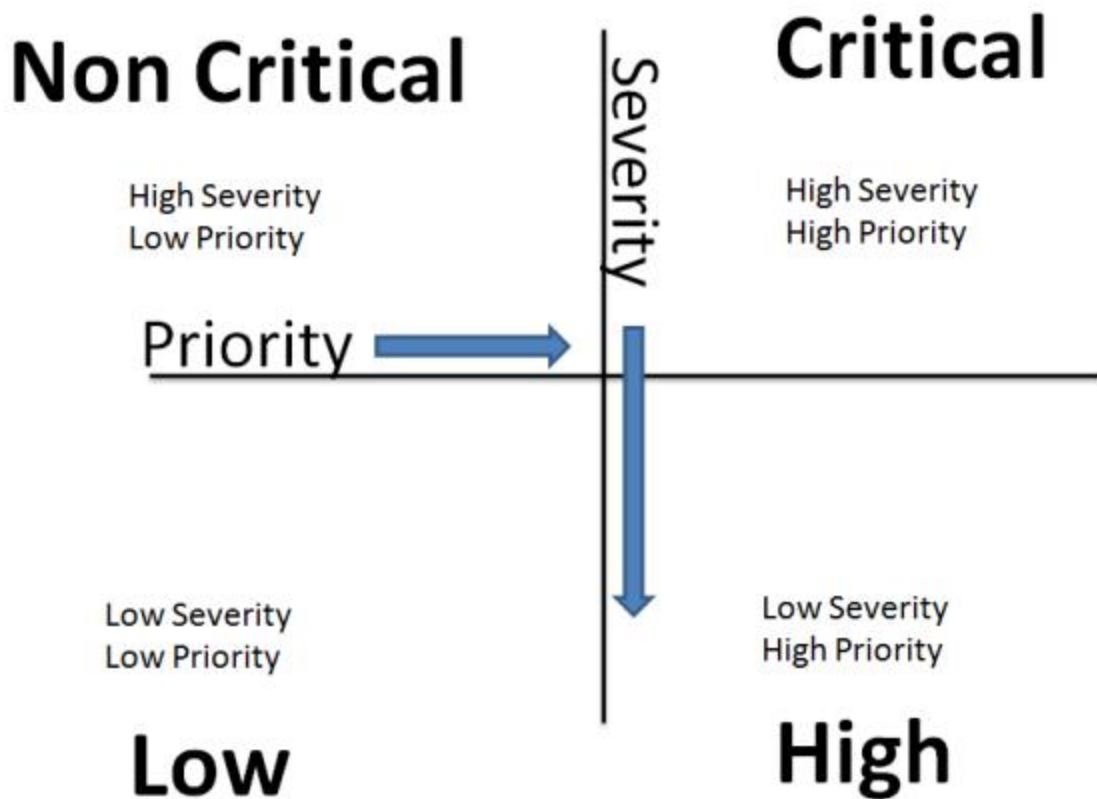 Non Critical
Critical
Severity
High Severity
Low Priority
High Severity
High Priority
Priority
Low Severity
Low Priority
Low Severity
High Priority
Low
High